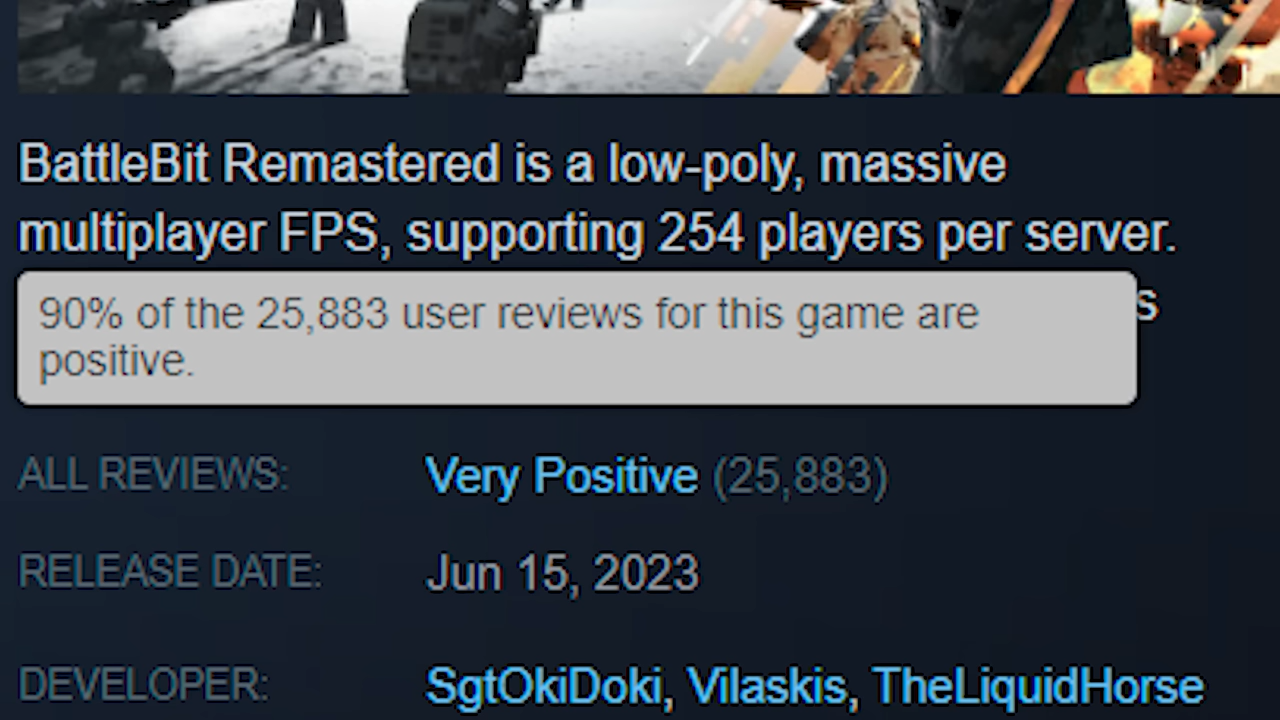 BattleBit Remastered is a low-poly, massive
multiplayer FPS, supporting 254 players per server.
90% of the 25,883 user reviews for this game are
positive.
ALL REVIEWS: Very Positive (25,883)
RELEASE DATE: Jun 15, 2023
DEVELOPER: SgtOkiDoki, Vilaskis, TheLiquidHorse